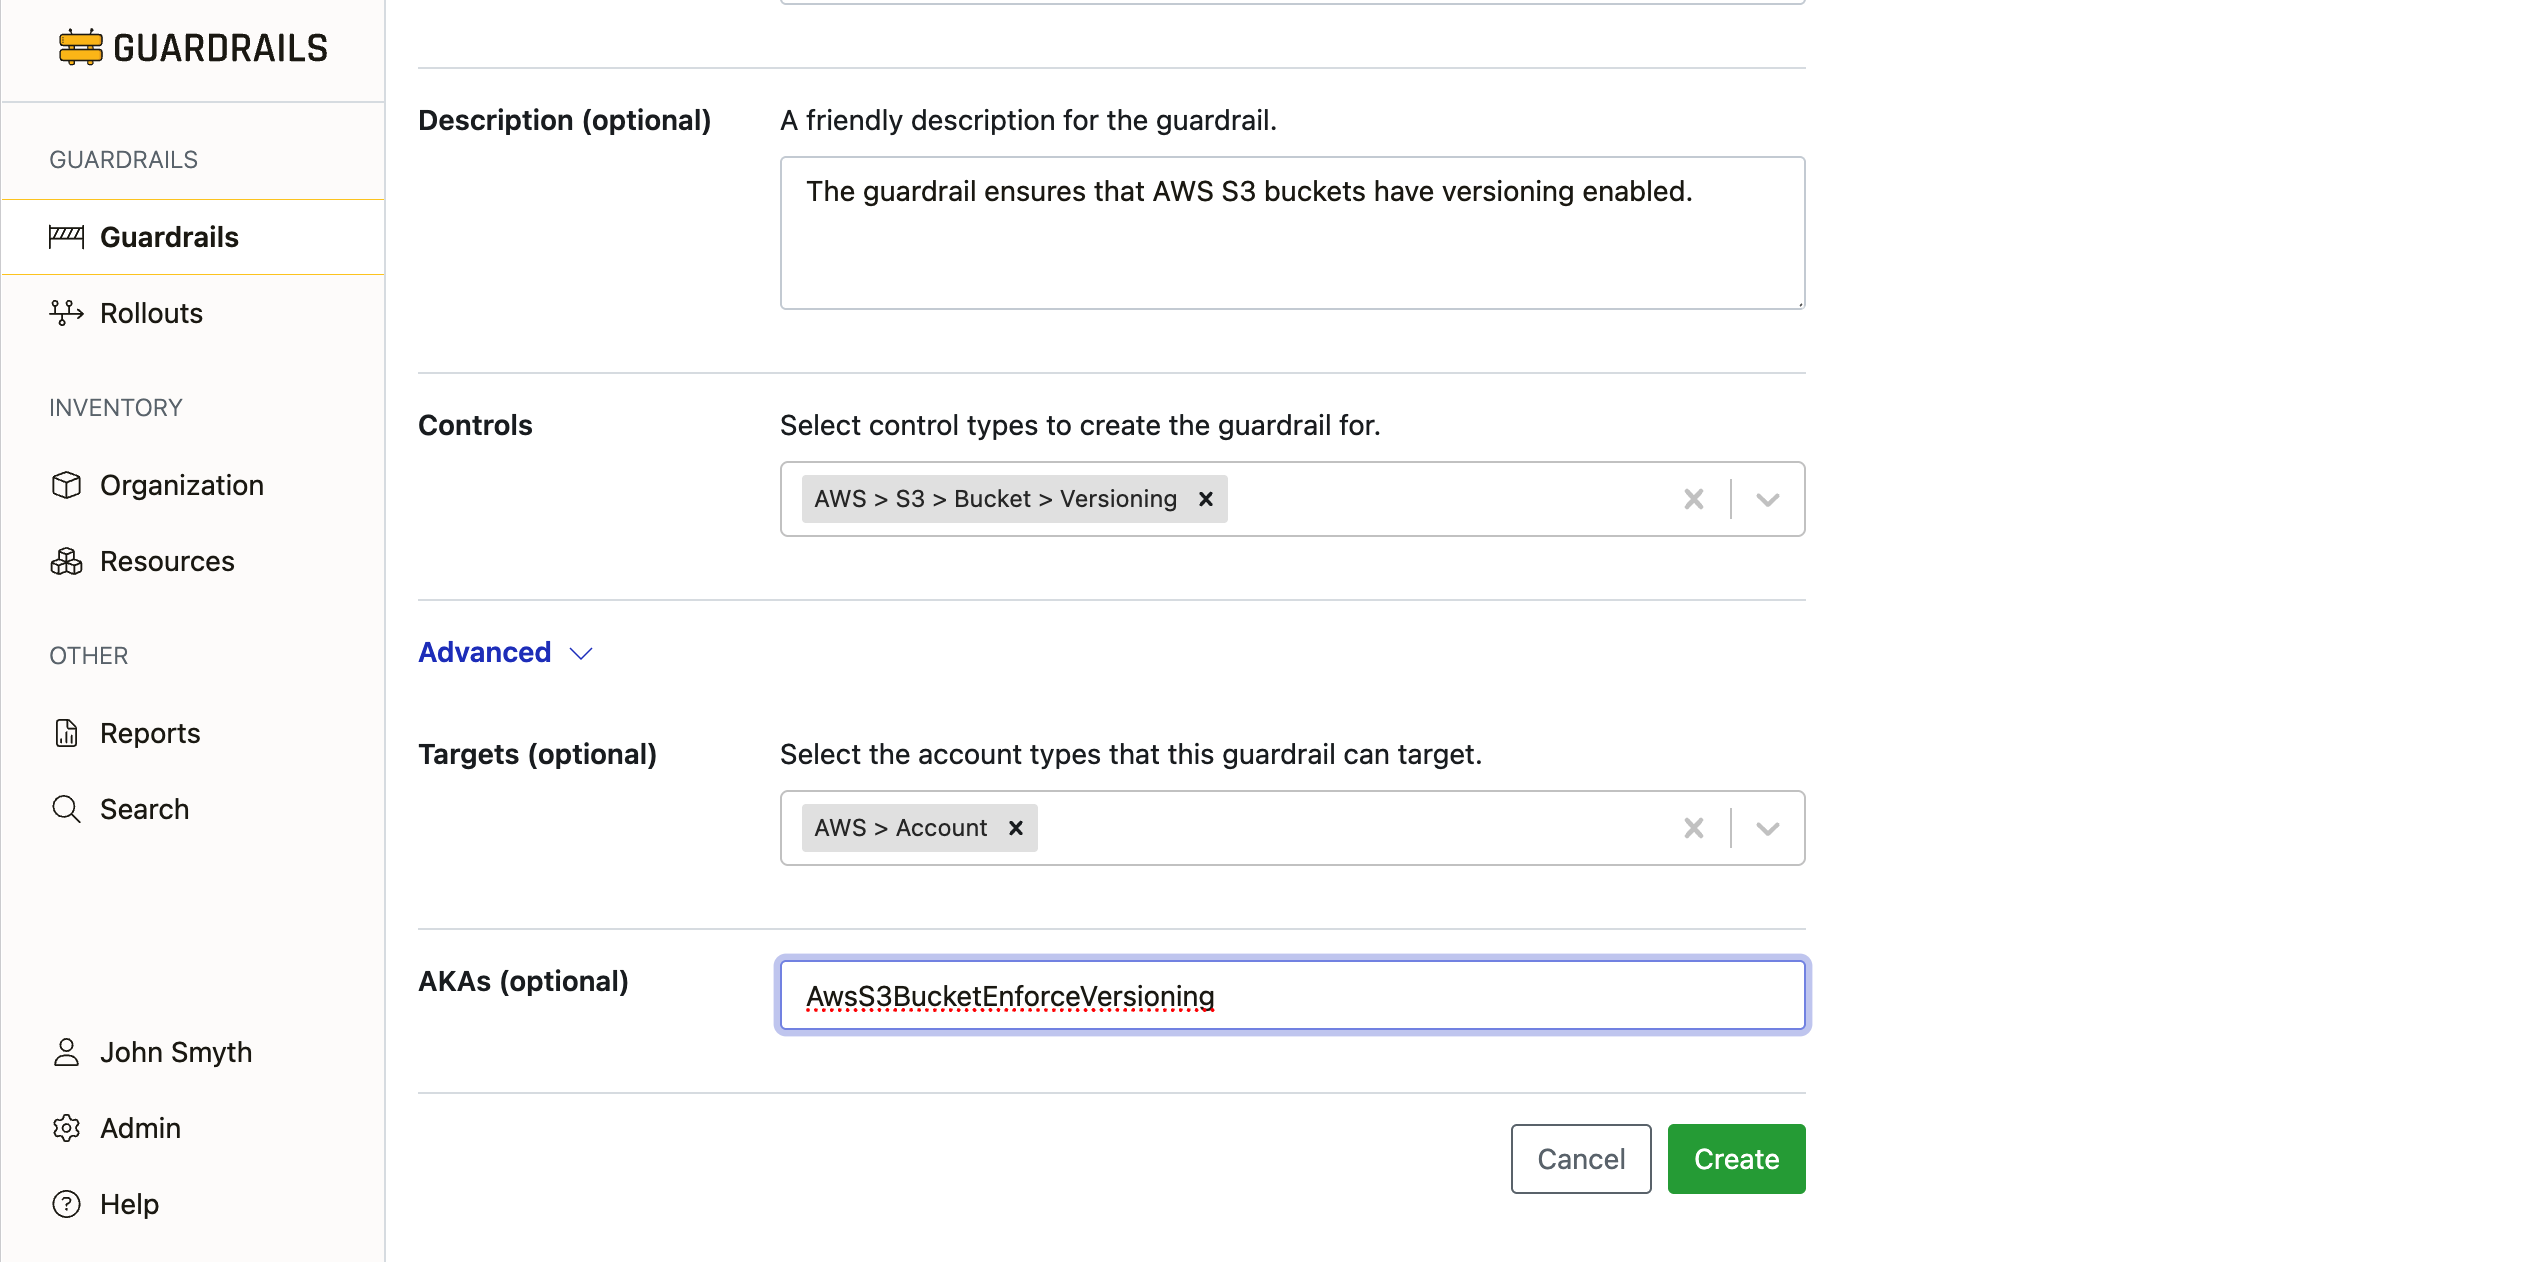 GUARDRAILS
GUARDRAILS
Guardrails
Rollouts
INVENTORY
Organization
Resources
OTHER
Reports
Search
John Smyth
Admin
Help
Description (optional)
A friendly description for the guardrail.
The guardrail ensures that AWS S3 buckets have versioning enabled.
Controls
Select control types to create the guardrail for.
AWS > S3 > Bucket > Versioning
Advanced
Targets (optional)
Select the account types that this guardrail can target.
AWS > Account
AKAs (optional)
AwsS3BucketEnforceVersioning
Cancel
Create